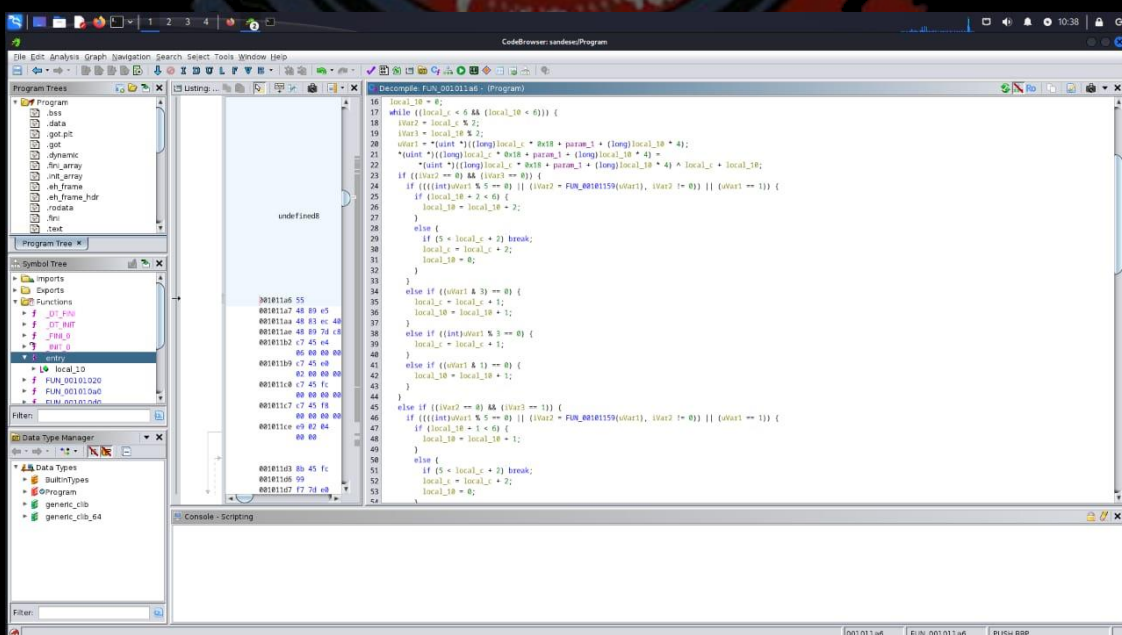 1 2 3 4
10:38
CodeBrowser: sandese:/Program
File Edit Analysis Graph Navigation Search Select Tools Window Help
Program Trees
Program
.bss
.data
.got.plt
.got
.dynamic
.fini_array
.init_array
.eh_frame
.eh_frame_hdr
.rodata
.fini
.text
Program Tree
Symbol Tree
Imports
Exports
Functions
_DT_FINI
_DT_INIT
_FINI_0
_INIT_0
entry
local_10
FUN_00101020
FUN_001010a0
FUN_001010d0
Filter:
Data Type Manager
Data Types
BuiltInTypes
Program
generic_clib
generic_clib_64
Filter:
Listing: ...
undefined8
001011a6 55
001011a7 48 89 e5
001011aa 48 83 ec 40
001011ae 48 89 7d c8
001011b2 c7 45 e4
06 00 00 00
001011b9 c7 45 e0
02 00 00 00
001011c0 c7 45 fc
00 00 00 00
001011c7 c7 45 f8
00 00 00 00
001011ce e9 02 04
00 00
001011d3 8b 45 fc
001011d6 99
001011d7 f7 7d e0
Decompile: FUN_001011a6 - (Program)
16 local_10 = 0;
17 while ((local_c < 6 && (local_10 < 6))) {
18 iVar2 = local_c % 2;
19 iVar3 = local_10 % 2;
20 uVar1 = *(uint *)((long)local_c * 0x18 + param_1 + (long)local_10 * 4);
21 *(uint *)((long)local_c * 0x18 + param_1 + (long)local_10 * 4) =
22 *(uint *)((long)local_c * 0x18 + param_1 + (long)local_10 * 4) ^ local_c + local_10;
23 if ((iVar2 == 0) && (iVar3 == 0)) {
24 if ((((int)uVar1 % 5 == 0) || (iVar2 = FUN_00101159(uVar1), iVar2 != 0)) || (uVar1 == 1)) {
25 if (local_10 + 2 < 6) {
26 local_10 = local_10 + 2;
27 }
28 else {
29 if (5 < local_c + 2) break;
30 local_c = local_c + 2;
31 local_10 = 0;
32 }
33 }
34 else if ((uVar1 & 3) == 0) {
35 local_c = local_c + 1;
36 local_10 = local_10 + 1;
37 }
38 else if ((int)uVar1 % 3 == 0) {
39 local_c = local_c + 1;
40 }
41 else if ((uVar1 & 1) == 0) {
42 local_10 = local_10 + 1;
43 }
44 }
45 else if ((iVar2 == 0) && (iVar3 == 1)) {
46 if ((((int)uVar1 % 5 == 0) || (iVar2 = FUN_00101159(uVar1), iVar2 != 0)) || (uVar1 == 1)) {
47 if (local_10 + 1 < 6) {
48 local_10 = local_10 + 1;
49 }
50 else {
51 if (5 < local_c + 2) break;
52 local_c = local_c + 2;
53 local_10 = 0;
54 }
Console - Scripting
001011a6 FUN_001011a6 PUSH RBP